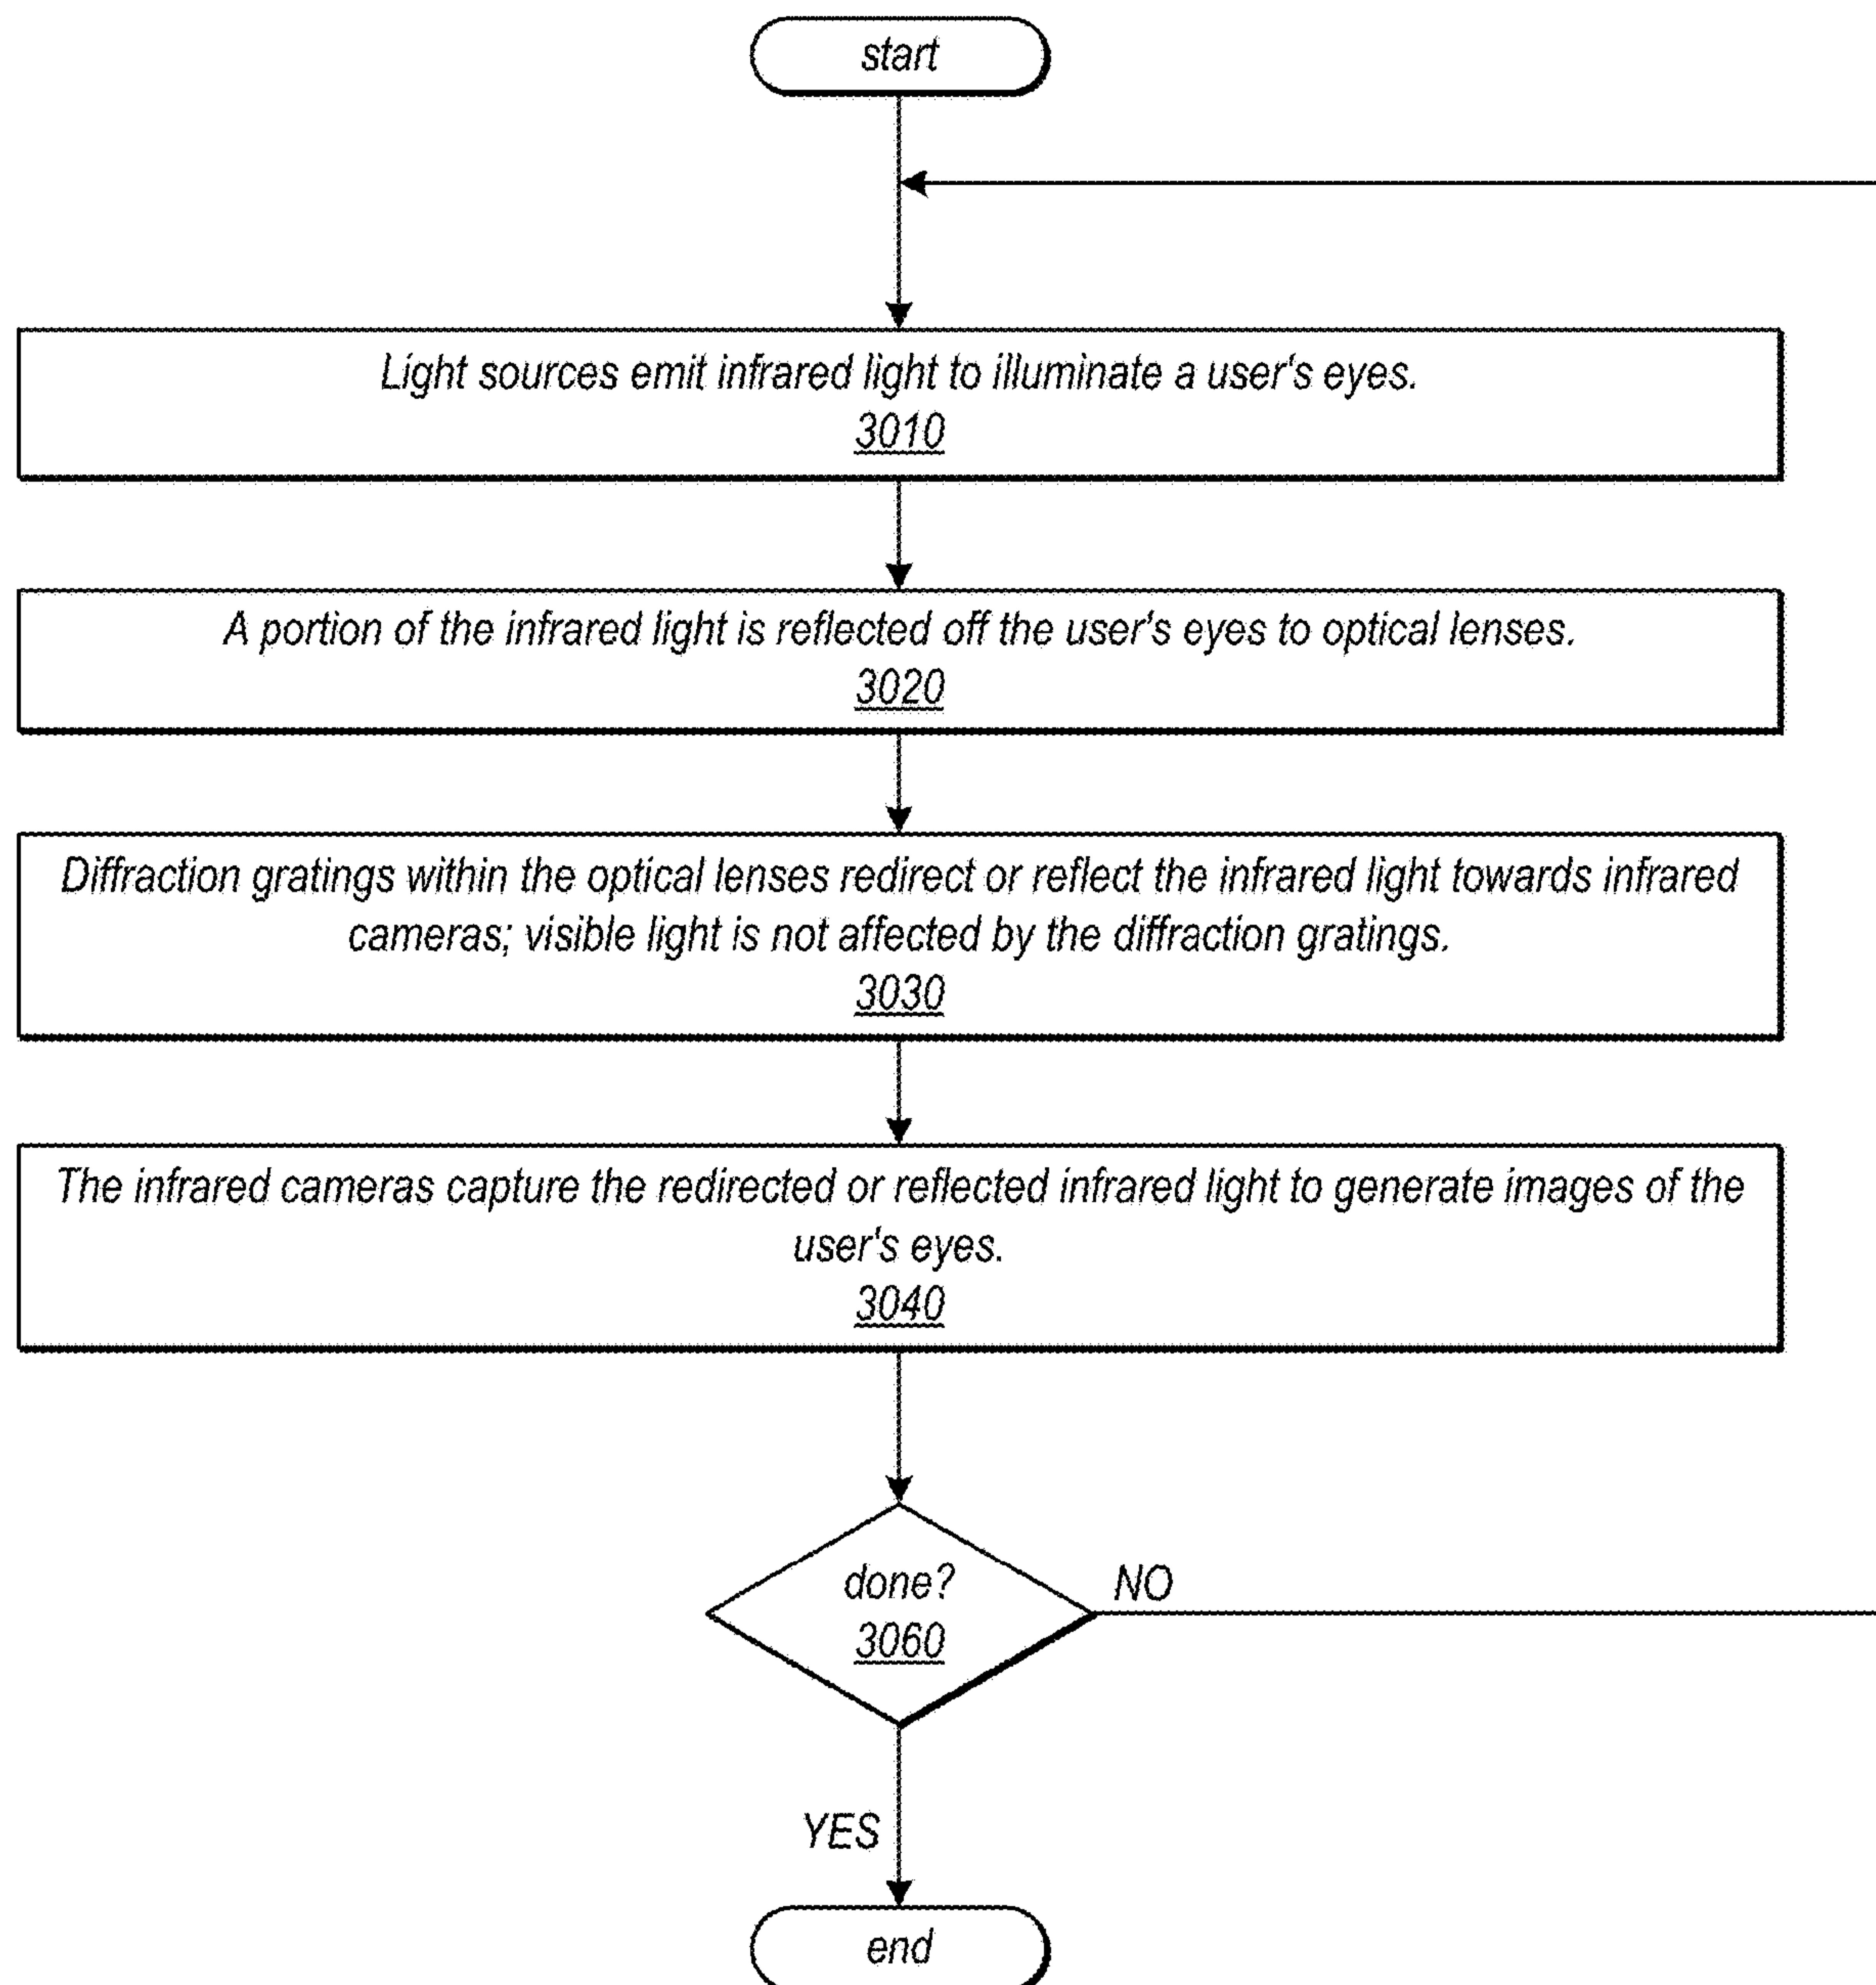 start
Light sources emit infrared light to illuminate a user's eyes.
3010
A portion of the infrared light is reflected off the user's eyes to optical lenses.
3020
Diffraction gratings within the optical lenses redirect or reflect the infrared light towards infrared
cameras; visible light is not affected by the diffraction gratings.
3030
The infrared cameras capture the redirected or reflected infrared light to generate images of the
user's eyes.
3040
done?
3060
NO
YES
end